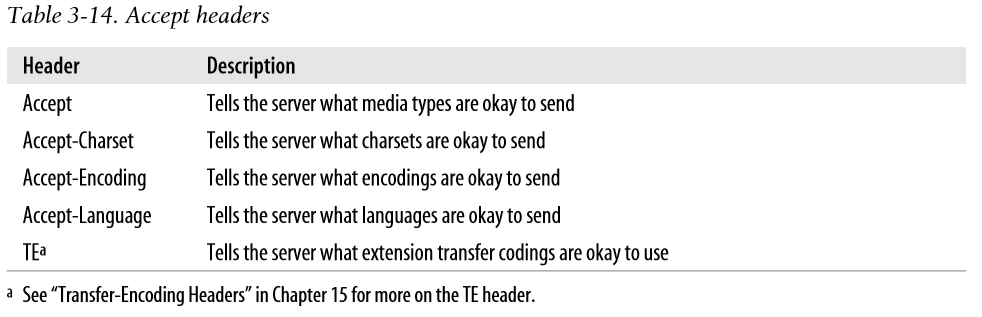 Table 3-14. Accept headers
Header Description
Accept Tells the server what media types are okay to send
Accept-Charset Tells the server what charsets are okay to send
Accept-Encoding Tells the server what encodings are okay to send
Accept-Language Tells the server what languages are okay to send
TEa Tells the server what extension transfer codings are okay to use
a See “Transfer-Encoding Headers” in Chapter 15 for more on the TE header.